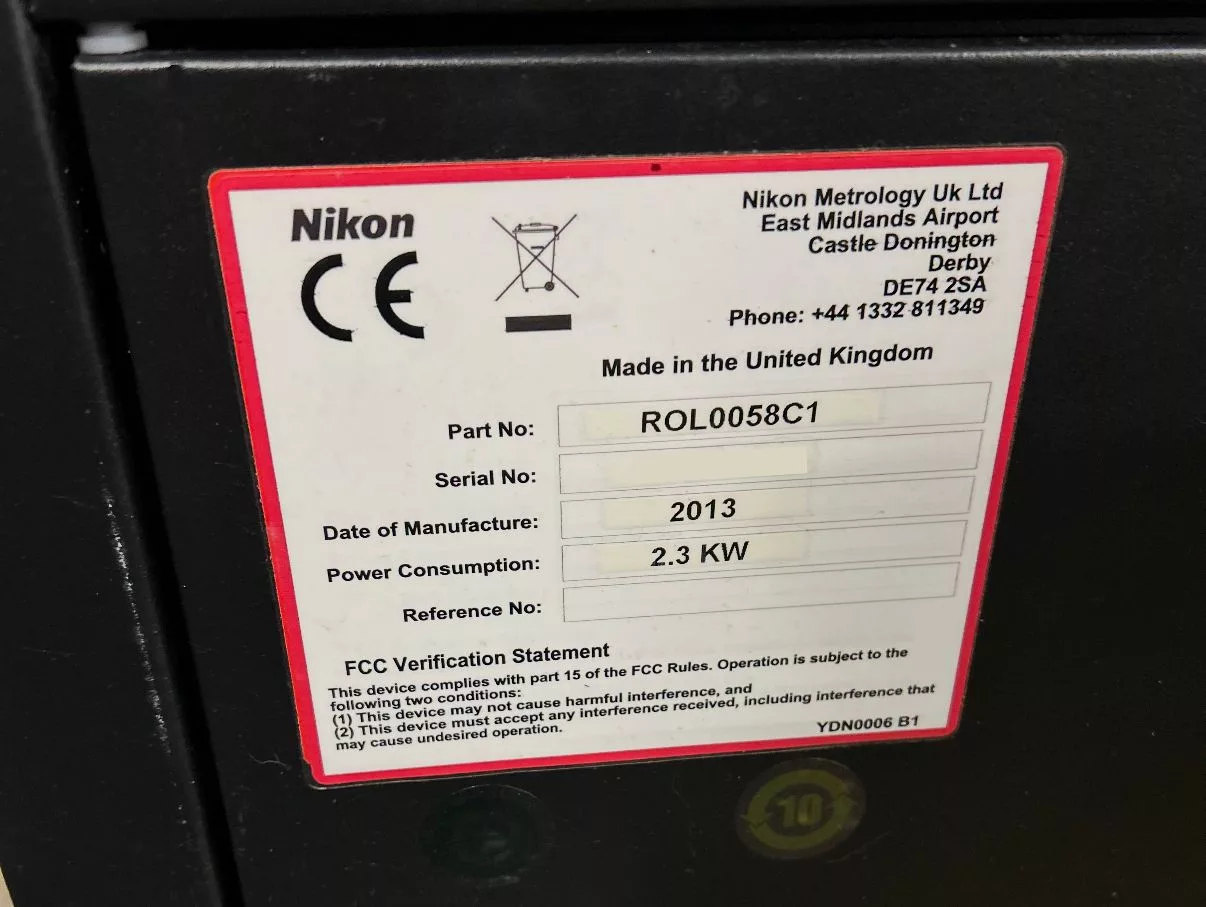 Nikon
CE
Nikon Metrology Uk Ltd
East Midlands Airport
Castle Donington
Derby
DE74 2SA
Phone: +44 1332 811349
Made in the United Kingdom
Part No: ROL0058C1
Serial No:
Date of Manufacture: 2013
Power Consumption: 2.3 KW
Reference No:
FCC Verification Statement
This device complies with part 15 of the FCC Rules. Operation is subject to the
following two conditions:
(1) This device may not cause harmful interference, and
(2) This device must accept any interference received, including interference that
may cause undesired operation.
YDN0006 B1
10